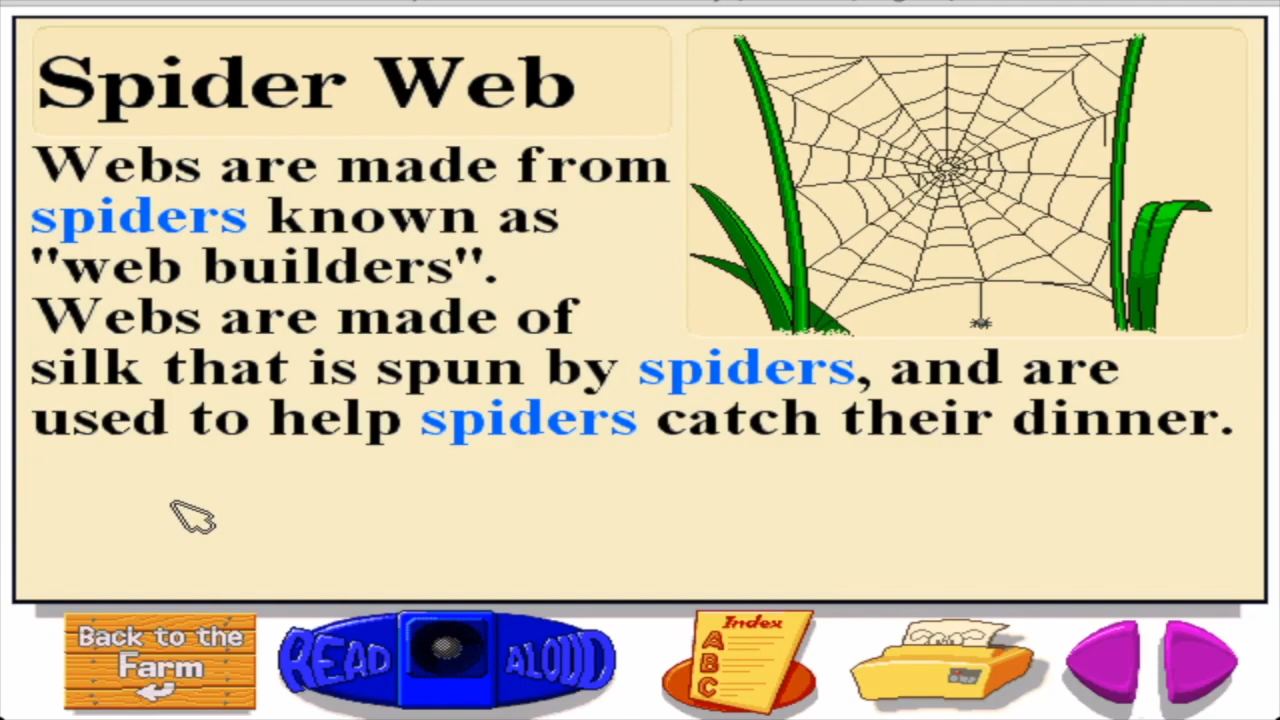 Spider Web
Webs are made from
spiders known as
"web builders".
Webs are made of
silk that is spun by spiders, and are
used to help spiders catch their dinner.
Back to the
Farm
READ ALOUD
Index
A
B
C